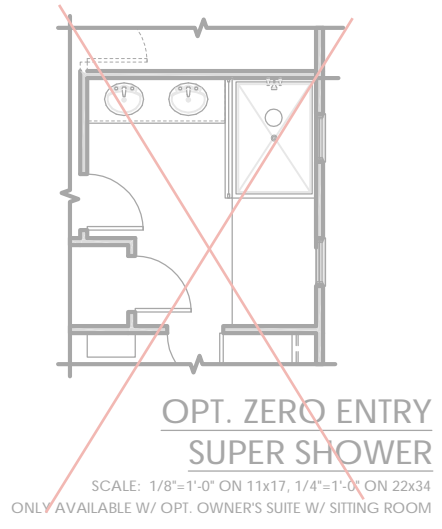 OPT. ZERO ENTRY
SUPER SHOWER
SCALE: 1/8"=1'-0" ON 11x17, 1/4"=1'-0" ON 22x34
ONLY AVAILABLE W/ OPT. OWNER'S SUITE W/ SITTING ROOM